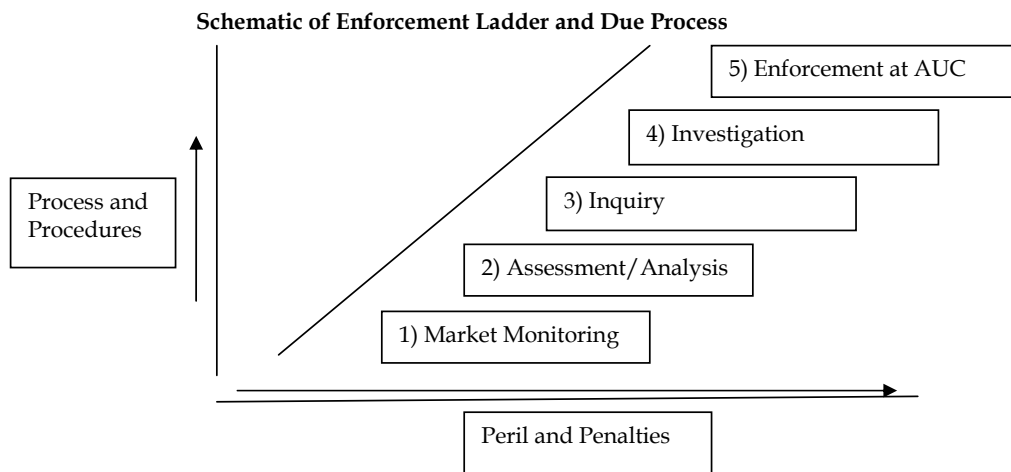 Schematic of Enforcement Ladder and Due Process
5) Enforcement at AUC
4) Investigation
Process and
Procedures
3) Inquiry
2) Assessment/Analysis
1) Market Monitoring
Peril and Penalties